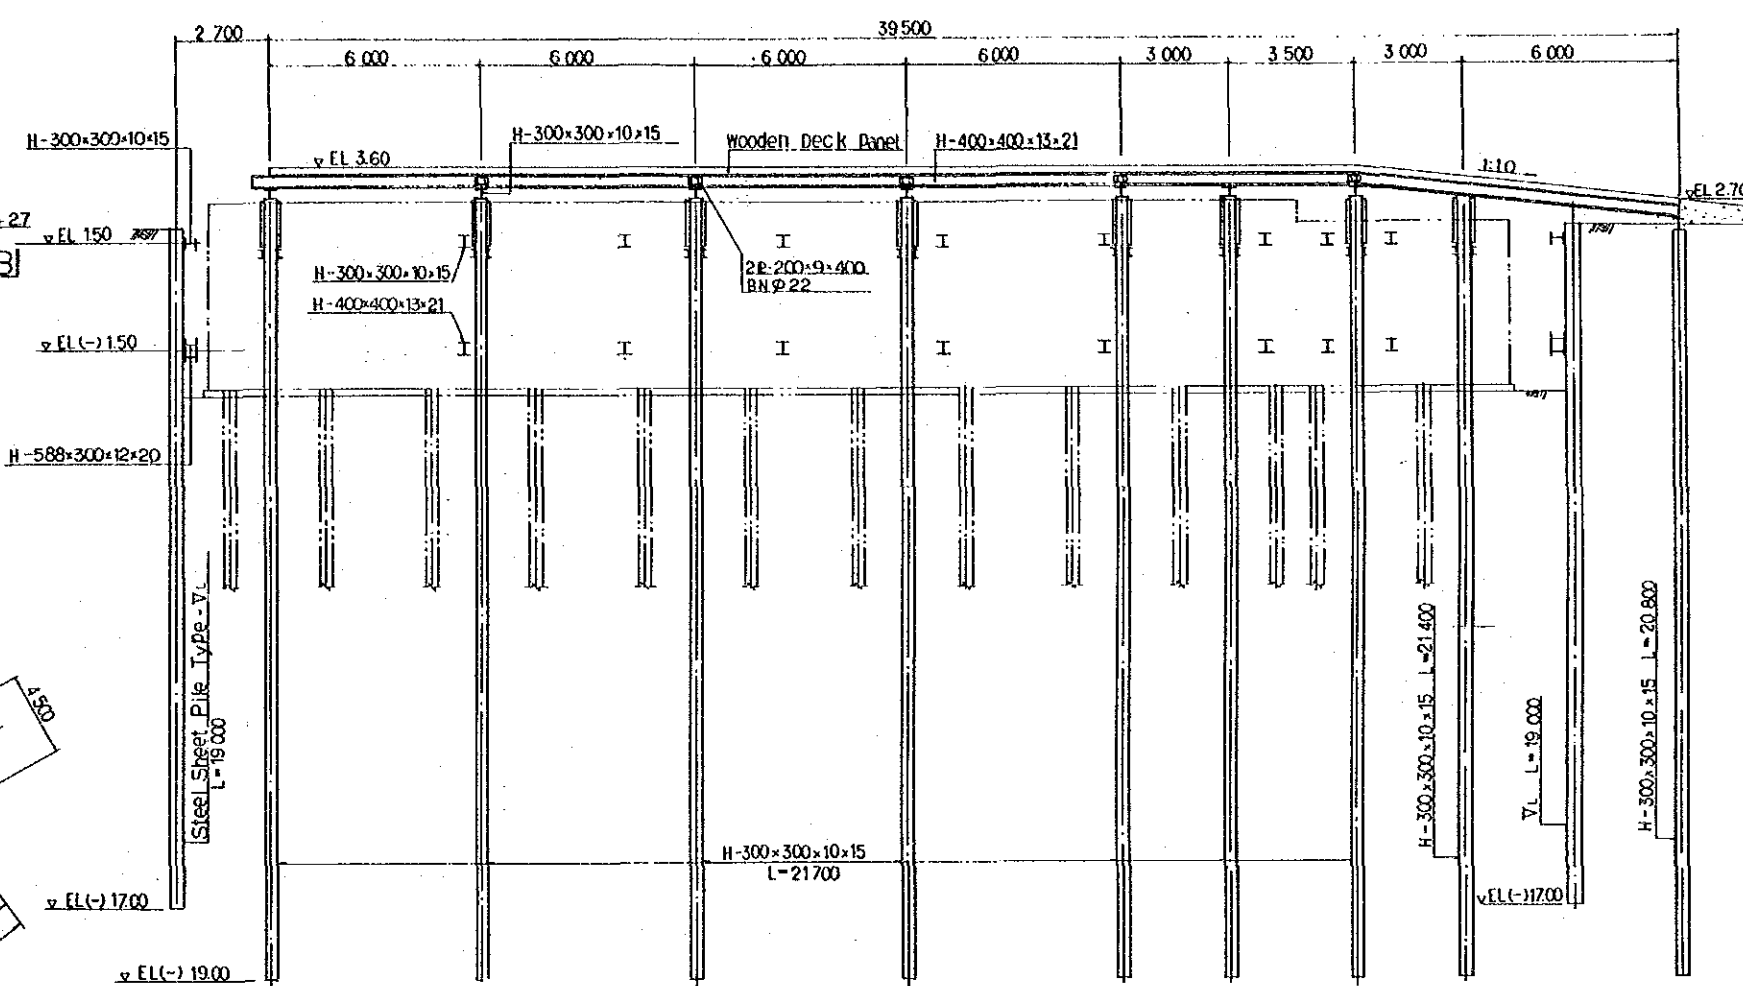 2 700
39 500
6 000
6 000
6 000
6 000
3 000
3 500
3 000
6 000
H-300×300×10×15
H-300×300×10×15
Wooden Deck Panel
H-400×400×13×21
EL 3.60
1:10
EL 2.70
2.7
EL 1.50
H-300×300×10×15
2PL-200×9×400
BNφ22
H-400×400×13×21
EL(-) 1.50
H-588×300×12×20
Steel Sheet Pile Type-VL
L=19 000
4 500
H-300×300×10×15 L=21 400
VL L=19 000
H-300×300×10×15 L=20 800
H-300×300×10×15
L=21700
EL(-) 17.00
EL(-)17.00
EL(-) 19.00